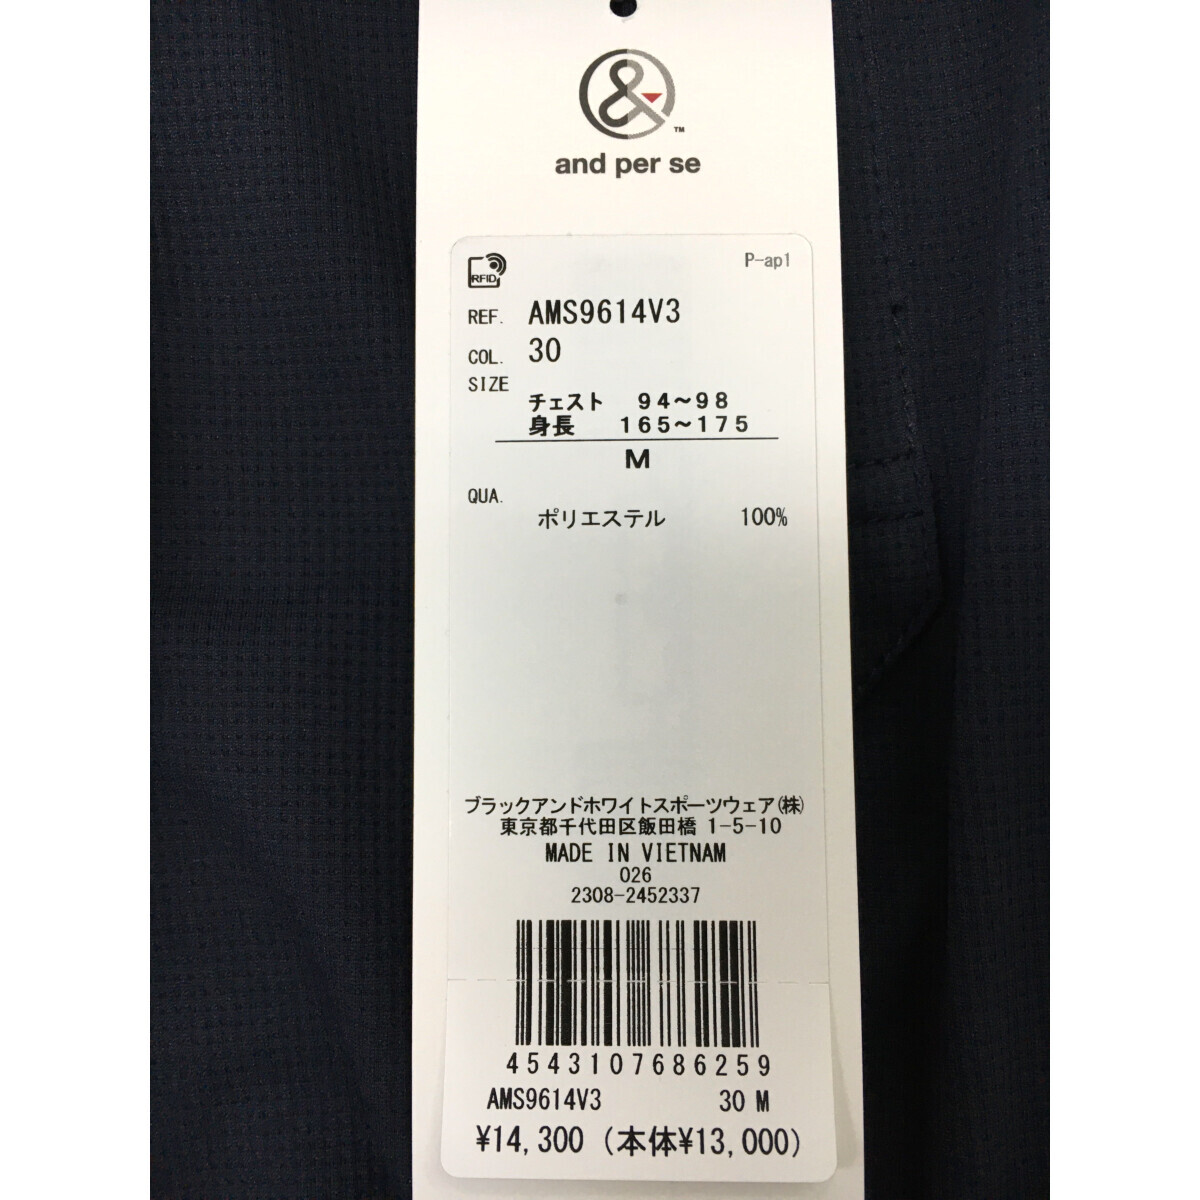 &
TM
and per se
RFID
P-ap1
REF. AMS9614V3
COL. 30
SIZE
チェスト 94～98
身長 165～175
M
QUA.
ポリエステル 100%
ブラックアンドホワイトスポーツウェア(株)
東京都千代田区飯田橋 1-5-10
MADE IN VIETNAM
026
2308-2452337
4543107686259
AMS9614V3 30 M
¥14,300 (本体¥13,000)